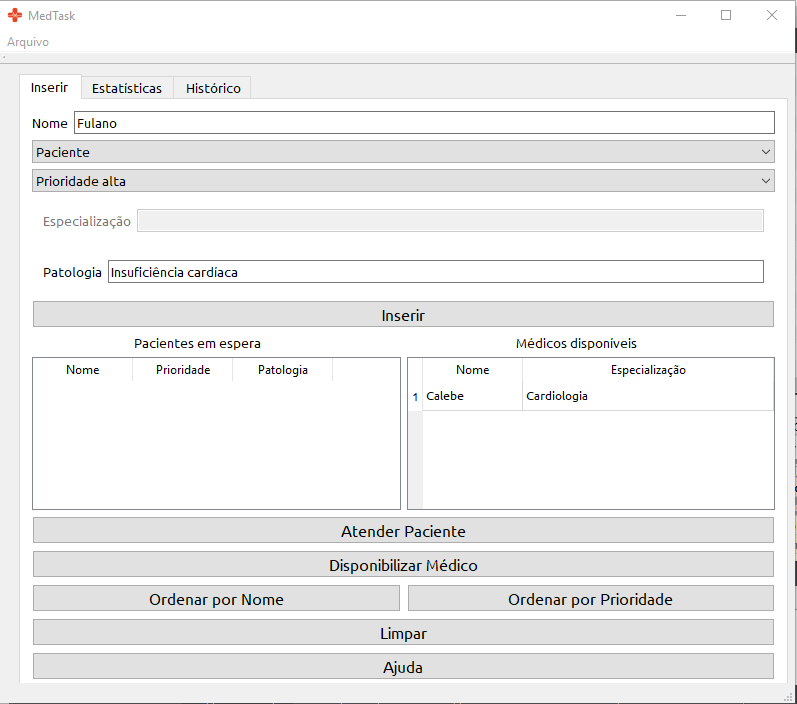 MedTask
Arquivo
Inserir Estatísticas Histórico
Nome Fulano
Paciente
Prioridade alta
Especialização
Patologia Insuficiência cardíaca
Inserir
Pacientes em espera Médicos disponíveis
Nome Prioridade Patologia Nome Especialização
1 Calebe Cardiologia
Atender Paciente
Disponibilizar Médico
Ordenar por Nome Ordenar por Prioridade
Limpar
Ajuda